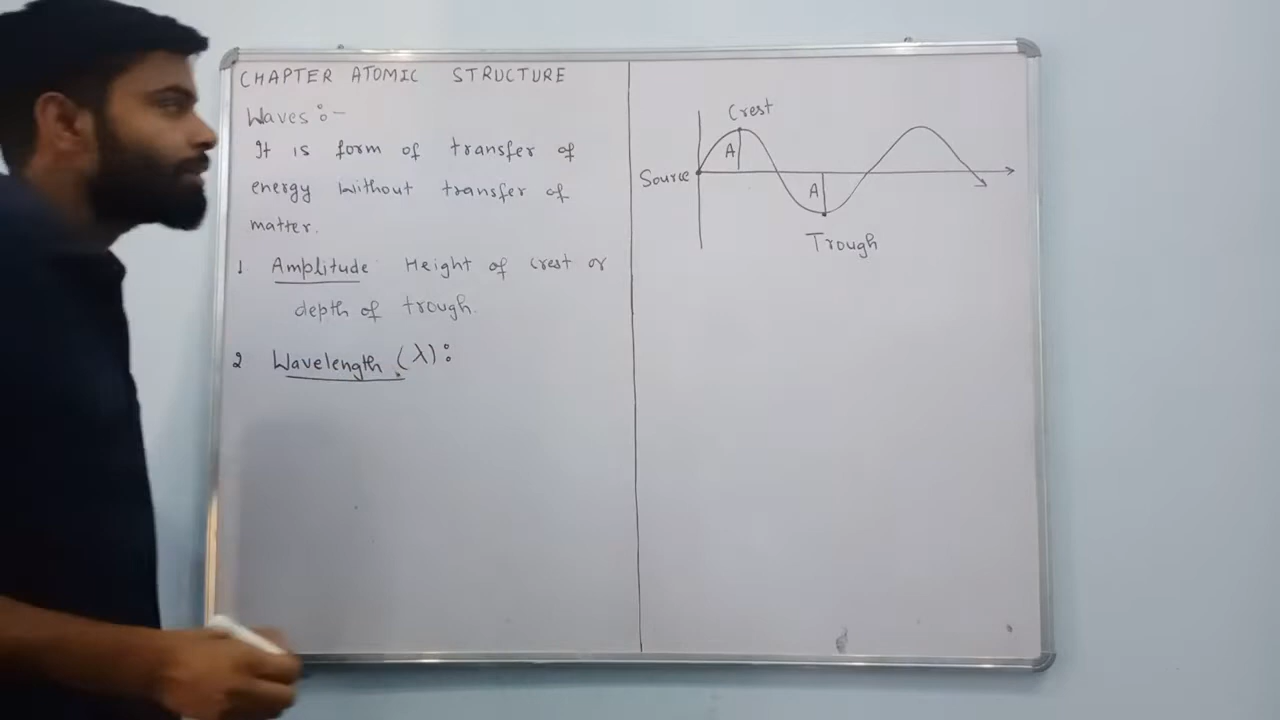 CHAPTER ATOMIC STRUCTURE
Waves :-
It is form of transfer of
energy without transfer of
matter.
1 Amplitude Height of crest or
depth of trough.
2 Wavelength (λ):
Crest
A
Source
A
Trough